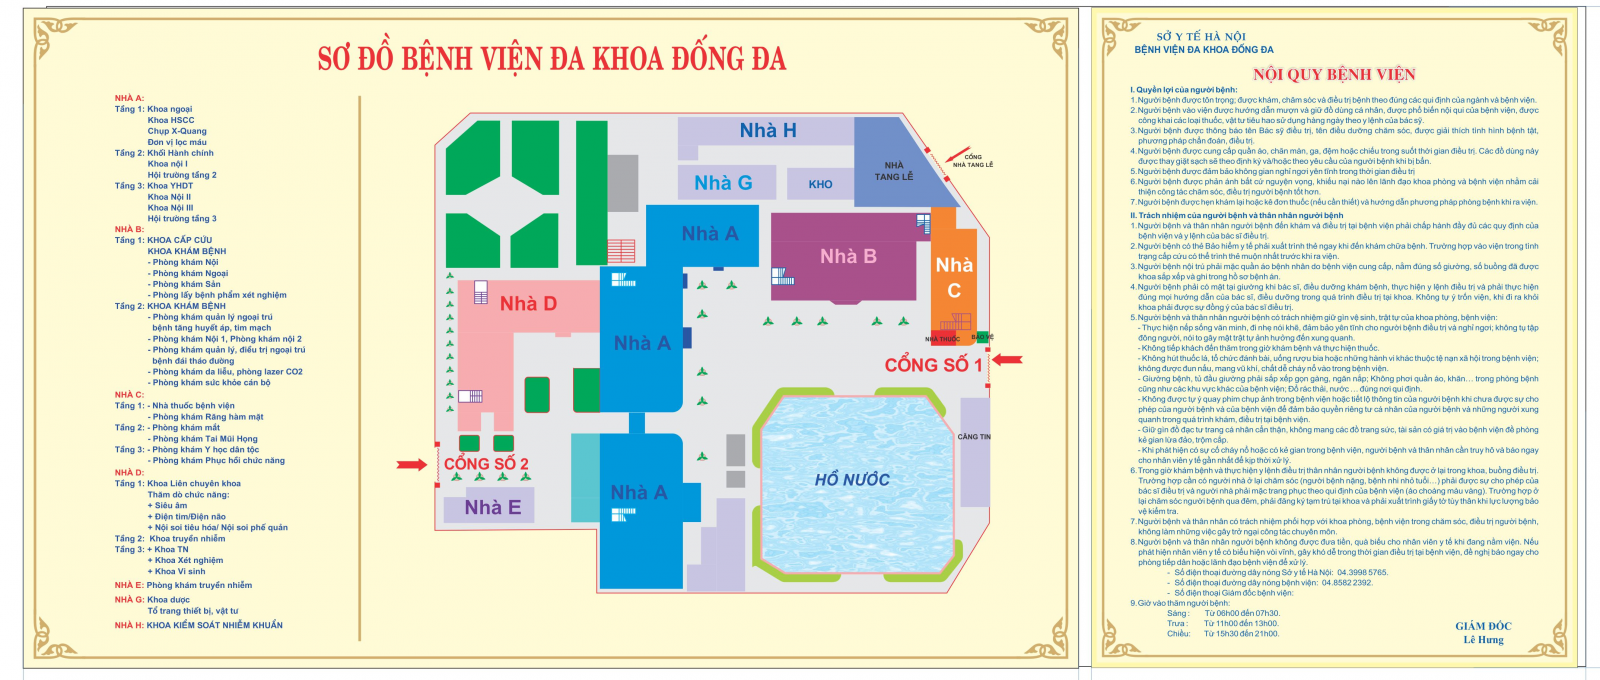 SƠ ĐỒ BỆNH VIỆN ĐA KHOA ĐỐNG ĐA
NHÀ A:
Tầng 1: Khoa ngoại
Khoa HSCC
Chụp X-Quang
Đơn vị lọc máu
Tầng 2: Khối Hành chính
Khoa nội I
Hội trường tầng 2
Tầng 3: Khoa YHDT
Khoa Nội II
Khoa Nội III
Hội trường tầng 3
NHÀ B:
Tầng 1: KHOA CẤP CỨU
KHOA KHÁM BỆNH
- Phòng khám Nội
- Phòng khám Ngoại
- Phòng khám Sản
- Phòng lấy bệnh phẩm xét nghiệm
Tầng 2: KHOA KHÁM BỆNH
- Phòng khám quản lý ngoại trú
bệnh tăng huyết áp, tim mạch
- Phòng khám Nội 1, Phòng khám nội 2
- Phòng khám quản lý, điều trị ngoại trú
bệnh đái tháo đường
- Phòng khám da liễu, phòng lazer CO2
- Phòng khám sức khỏe cán bộ
NHÀ C:
Tầng 1: - Nhà thuốc bệnh viện
- Phòng khám Răng hàm mặt
Tầng 2: - Phòng khám mắt
- Phòng khám Tai Mũi Họng
Tầng 3: - Phòng khám Y học dân tộc
- Phòng khám Phục hồi chức năng
NHÀ D:
Tầng 1: Khoa Liên chuyên khoa
Thăm dò chức năng:
+ Siêu âm
+ Điện tim/Điện não
+ Nội soi tiêu hóa/ Nội soi phế quản
Tầng 2: Khoa truyền nhiễm
Tầng 3: + Khoa TN
+ Khoa Xét nghiệm
+ Khoa Vi sinh
NHÀ E: Phòng khám truyền nhiễm
NHÀ G: Khoa dược
Tổ trang thiết bị, vật tư
NHÀ H: KHOA KIỂM SOÁT NHIỄM KHUẨN
Nhà H
NHÀ
TANG LỄ
CỔNG
NHÀ TANG LỄ
Nhà G
KHO
Nhà A
Nhà B
Nhà
C
Nhà D
Nhà A
NHÀ THUỐC
BẢO VỆ
CỔNG SỐ 1
CĂNG TIN
CỔNG SỐ 2
HỒ NƯỚC
Nhà A
Nhà E
SỞ Y TẾ HÀ NỘI
BỆNH VIỆN ĐA KHOA ĐỐNG ĐA
NỘI QUY BỆNH VIỆN
I. Quyền lợi của người bệnh:
1. Người bệnh được tôn trọng; được khám, chăm sóc và điều trị bệnh theo đúng các qui định của ngành và bệnh viện.
2. Người bệnh vào viện được hướng dẫn mượn và giữ đồ dùng cá nhân, được phổ biến nội qui của bệnh viện, được
công khai các loại thuốc, vật tư tiêu hao sử dụng hàng ngày theo y lệnh của bác sỹ.
3. Người bệnh được thông báo tên Bác sỹ điều trị, tên điều dưỡng chăm sóc, được giải thích tình hình bệnh tật,
phương pháp chẩn đoán, điều trị.
4. Người bệnh được cung cấp quần áo, chăn màn, ga, đệm hoặc chiếu trong suốt thời gian điều trị. Các đồ dùng này
được thay giặt sạch sẽ theo định kỳ và/hoặc theo yêu cầu của người bệnh khi bị bẩn.
5. Người bệnh được đảm bảo không gian nghỉ ngơi yên tĩnh trong thời gian điều trị
6. Người bệnh được phản ánh bất cứ nguyện vọng, khiếu nại nào lên lãnh đạo khoa phòng và bệnh viện nhằm cải
thiện công tác chăm sóc, điều trị người bệnh tốt hơn.
7. Người bệnh được hẹn khám lại hoặc kê đơn thuốc (nếu cần thiết) và hướng dẫn phương pháp phòng bệnh khi ra viện.
II. Trách nhiệm của người bệnh và thân nhân người bệnh
1. Người bệnh và thân nhân người bệnh đến khám và điều trị tại bệnh viện phải chấp hành đầy đủ các quy định của
bệnh viện và y lệnh của bác sĩ điều trị.
2. Người bệnh có thẻ Bảo hiểm y tế phải xuất trình thẻ ngay khi đến khám chữa bệnh. Trường hợp vào viện trong tình
trạng cấp cứu có thể trình thẻ muộn nhất trước khi ra viện.
3. Người bệnh nội trú phải mặc quần áo bệnh nhân do bệnh viện cung cấp, nằm đúng số giường, số buồng đã được
khoa sắp xếp và ghi trong hồ sơ bệnh án.
4. Người bệnh phải có mặt tại giường khi bác sĩ, điều dưỡng khám bệnh, thực hiện y lệnh điều trị và phải thực hiện
đúng mọi hướng dẫn của bác sĩ, điều dưỡng trong quá trình điều trị tại khoa. Không tự ý trốn viện, khi đi ra khỏi
khoa phải được sự đồng ý của bác sĩ điều trị.
5. Người bệnh và thân nhân người bệnh có trách nhiệm giữ gìn vệ sinh, trật tự của khoa phòng, bệnh viện:
- Thực hiện nếp sống văn minh, đi nhẹ nói khẽ, đảm bảo yên tĩnh cho người bệnh điều trị và nghỉ ngơi; không tụ tập
đông người, nói to gây mất trật tự ảnh hưởng đến xung quanh.
- Không tiếp khách đến thăm trong giờ khám bệnh và thực hiện thuốc.
- Không hút thuốc lá, tổ chức đánh bài, uống rượu bia hoặc những hành vi khác thuộc tệ nạn xã hội trong bệnh viện;
không được đun nấu, mang vũ khí, chất dễ cháy nổ vào trong bệnh viện.
- Giường bệnh, tủ đầu giường phải sắp xếp gọn gàng, ngăn nắp; Không phơi quần áo, khăn… trong phòng bệnh
cũng như các khu vực khác của bệnh viện; Đổ rác thải, nước … đúng nơi qui định.
- Không được tự ý quay phim chụp ảnh trong bệnh viện hoặc tiết lộ thông tin của người bệnh khi chưa được sự cho
phép của người bệnh và của bệnh viện để đảm bảo quyền riêng tư cá nhân của người bệnh và những người xung
quanh trong quá trình khám, điều trị tại bệnh viện.
- Giữ gìn đồ đạc tư trang cá nhân cẩn thận, không mang các đồ trang sức, tài sản có giá trị vào bệnh viện đề phòng
kẻ gian lừa đảo, trộm cắp.
- Khi phát hiện có sự cố cháy nổ hoặc có kẻ gian trong bệnh viện, người bệnh và thân nhân cần truy hô và báo ngay
cho nhân viên y tế gần nhất để kịp thời xử lý.
6. Trong giờ khám bệnh và thực hiện y lệnh điều trị thân nhân người bệnh không được ở lại trong khoa, buồng điều trị.
Trường hợp cần có người nhà ở lại chăm sóc (người bệnh nặng, bệnh nhi nhỏ tuổi…) phải được sự cho phép của
bác sĩ điều trị và người nhà phải mặc trang phục theo qui định của bệnh viện (áo choàng màu vàng). Trường hợp ở
lại chăm sóc người bệnh qua đêm, phải đăng ký tạm trú tại khoa và phải xuất trình giấy tờ tùy thân khi lực lượng bảo
vệ kiểm tra.
7. Người bệnh và thân nhân có trách nhiệm phối hợp với khoa phòng, bệnh viện trong chăm sóc, điều trị người bệnh,
không làm những việc gây trở ngại công tác chuyên môn.
8. Người bệnh và thân nhân người bệnh không được đưa tiền, quà biếu cho nhân viên y tế khi đang nằm viện. Nếu
phát hiện nhân viên y tế có biểu hiện vòi vĩnh, gây khó dễ trong thời gian điều trị tại bệnh viện, đề nghị báo ngay cho
phòng tiếp dân hoặc lãnh đạo bệnh viện để xử lý.
- Số điện thoại đường dây nóng Sở y tế Hà Nội: 04.3998 5765.
- Số điện thoại đường dây nóng bệnh viện: 04.8582 2392.
- Số điện thoại Giám đốc bệnh viện:
9. Giờ vào thăm người bệnh:
Sáng : Từ 06h00 đến 07h30.
Trưa : Từ 11h00 đến 13h00.
Chiều: Từ 15h30 đến 21h00.
GIÁM ĐỐC
Lê Hưng